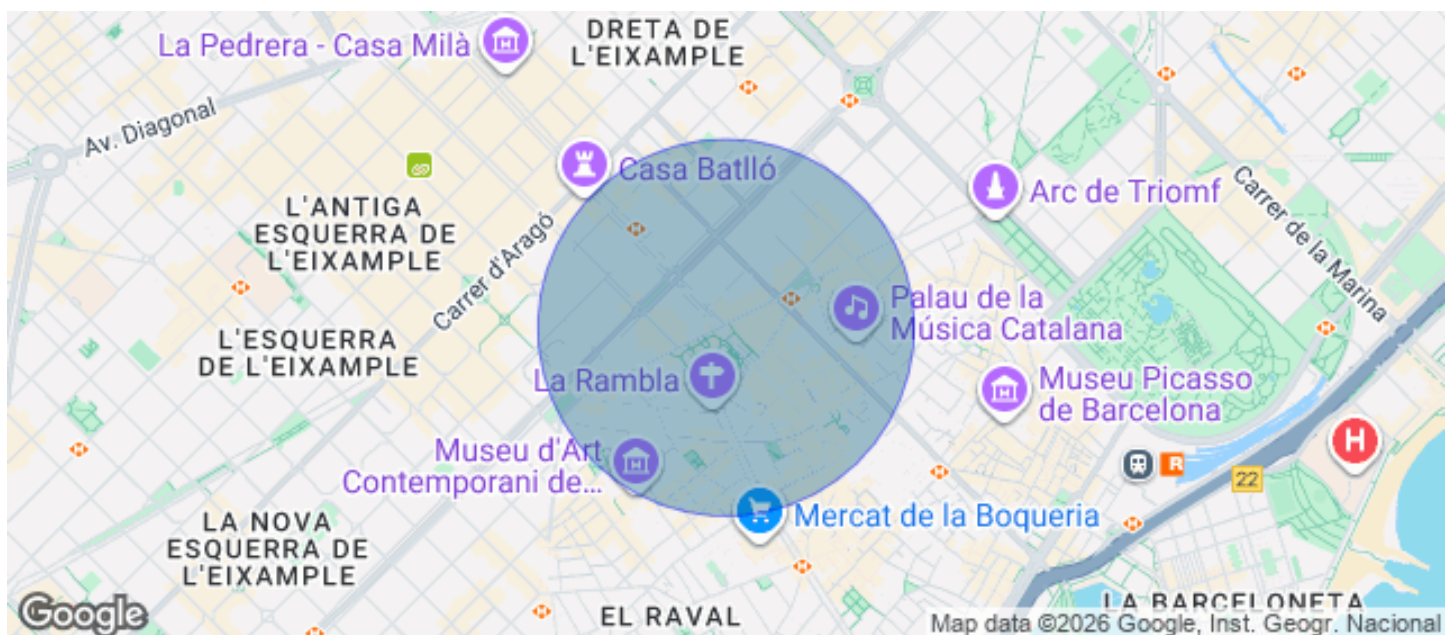 DRETA DE
L'EIXAMPLE
La Pedrera - Casa Milà
Av. Diagonal
Casa Batlló
Arc de Triomf
Carrer de la Marina
L'ANTIGA
ESQUERRA DE
L'EIXAMPLE
Carrer d'Aragó
Palau de la
Música Catalana
L'ESQUERRA
DE L'EIXAMPLE
La Rambla
Museu Picasso
de Barcelona
Museu d'Art
Contemporani de...
H
R
22
Mercat de la Boqueria
LA NOVA
ESQUERRA DE
L'EIXAMPLE
EL RAVAL
LA BARCELONETA
Google
Map data ©2026 Google, Inst. Geogr. Nacional